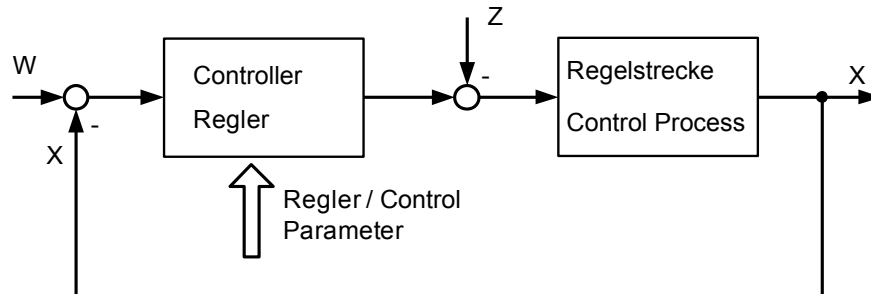 W
X
-
Controller
Regler
Regler / Control
Parameter
Z
-
Regelstrecke
Control Process
X